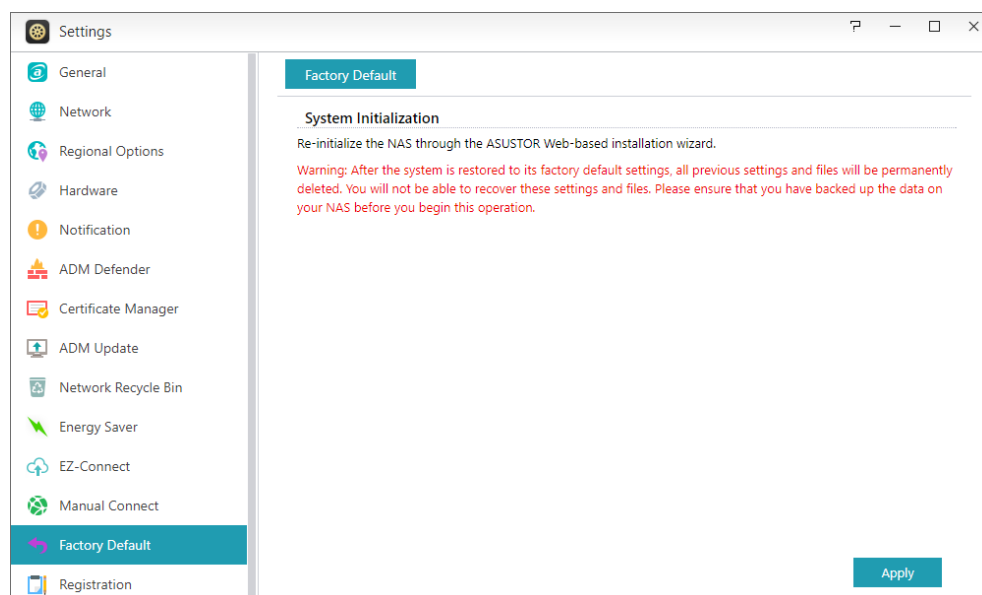 Settings
General
Network
Regional Options
Hardware
Notification
ADM Defender
Certificate Manager
ADM Update
Network Recycle Bin
Energy Saver
EZ-Connect
Manual Connect
Factory Default
Registration
Factory Default
System Initialization
Re-initialize the NAS through the ASUSTOR Web-based installation wizard.
Warning: After the system is restored to its factory default settings, all previous settings and files will be permanently
deleted. You will not be able to recover these settings and files. Please ensure that you have backed up the data on
your NAS before you begin this operation.
Apply